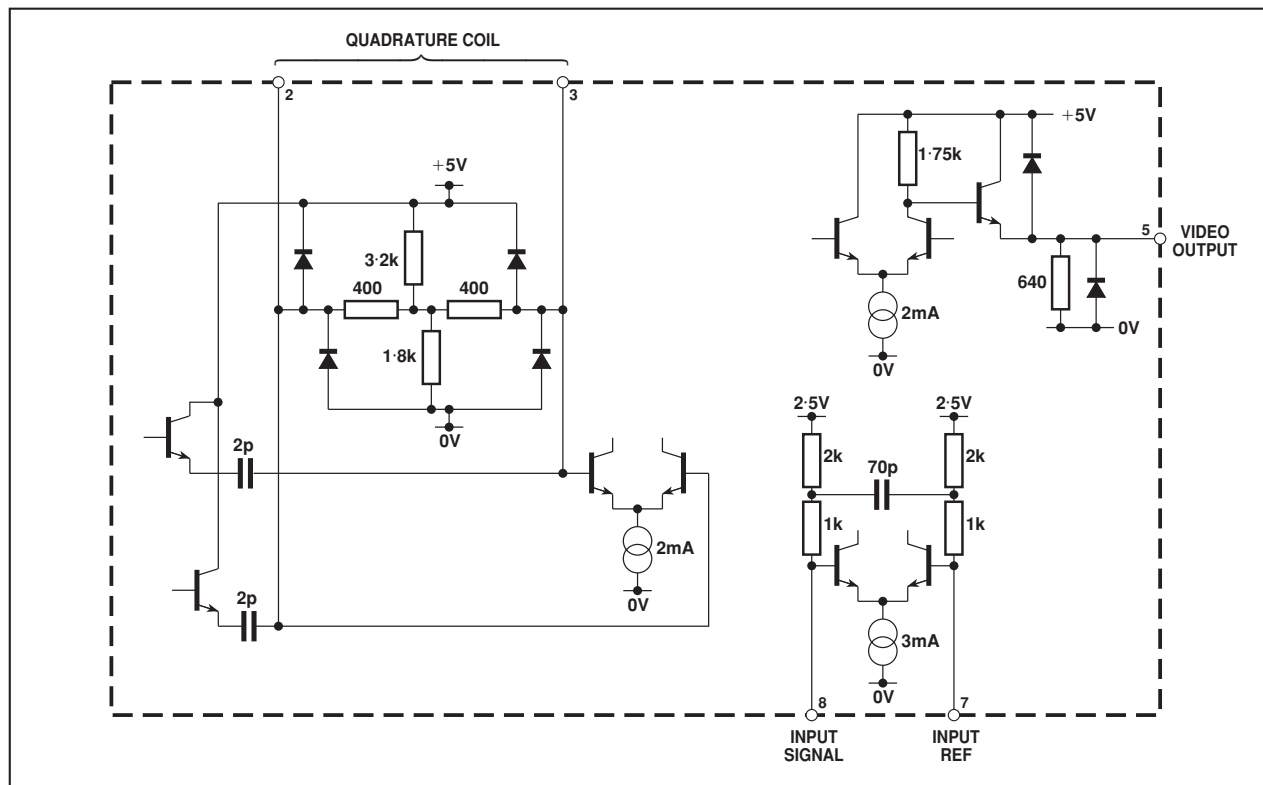 QUADRATURE COIL
2
3
+5V
3·2k
400
400
1·8k
0V
2p
2p
2mA
0V
+5V
1·75k
5
VIDEO
OUTPUT
640
2mA
0V
0V
2·5V
2·5V
2k
70p
2k
1k
1k
3mA
0V
8
7
INPUT
SIGNAL
INPUT
REF